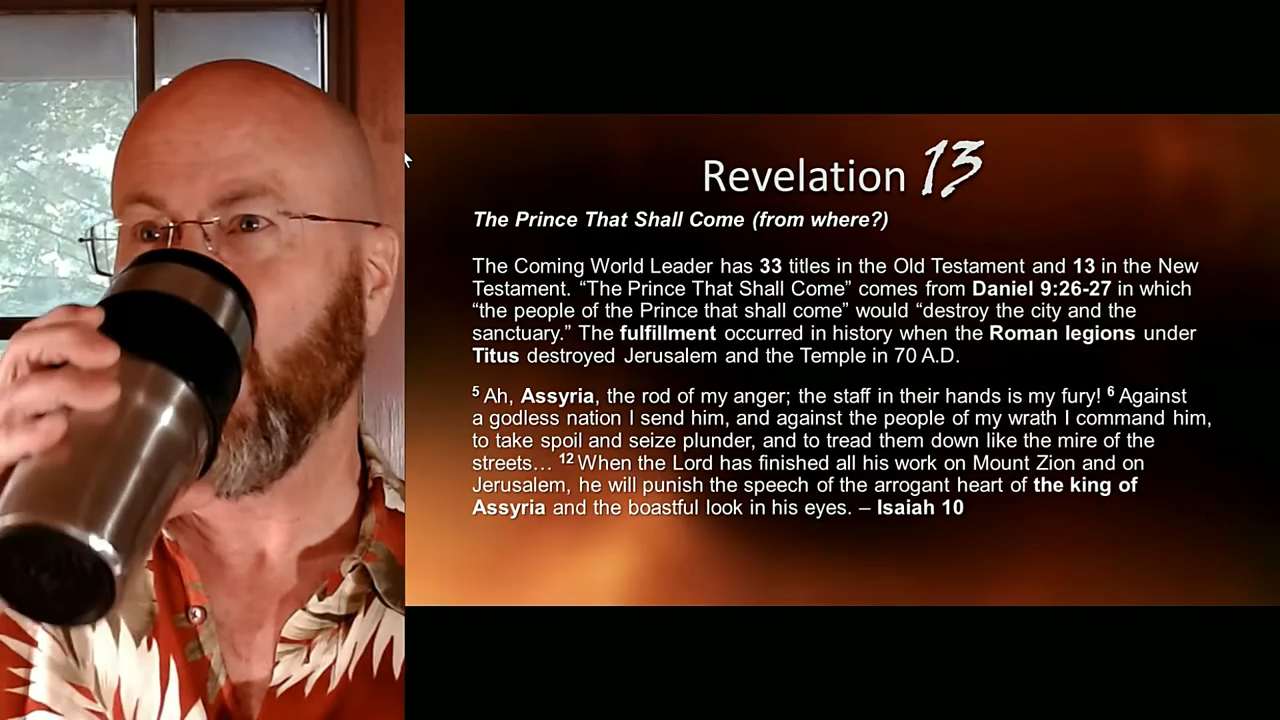 Revelation 13
The Prince That Shall Come (from where?)
The Coming World Leader has 33 titles in the Old Testament and 13 in the New
Testament. “The Prince That Shall Come” comes from Daniel 9:26-27 in which
“the people of the Prince that shall come” would “destroy the city and the
sanctuary.” The fulfillment occurred in history when the Roman legions under
Titus destroyed Jerusalem and the Temple in 70 A.D.
5 Ah, Assyria, the rod of my anger; the staff in their hands is my fury! 6 Against
a godless nation I send him, and against the people of my wrath I command him,
to take spoil and seize plunder, and to tread them down like the mire of the
streets… 12 When the Lord has finished all his work on Mount Zion and on
Jerusalem, he will punish the speech of the arrogant heart of the king of
Assyria and the boastful look in his eyes. – Isaiah 10